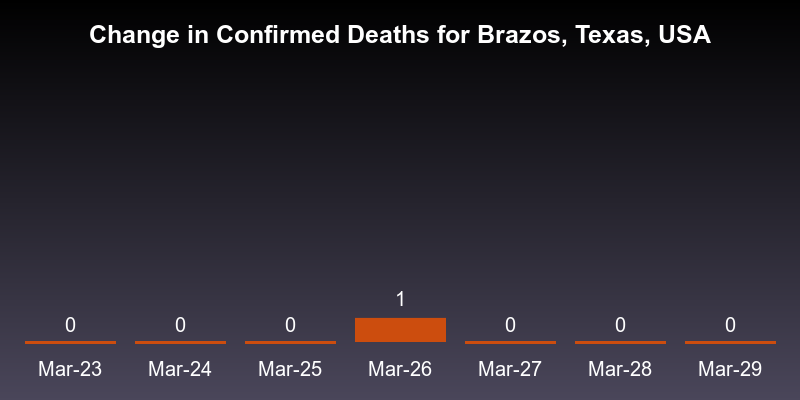 Change in Confirmed Deaths for Brazos, Texas, USA
1
0 0 0 0 0 0
Mar-23 Mar-24 Mar-25 Mar-26 Mar-27 Mar-28 Mar-29